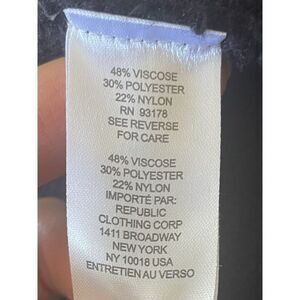 48% VISCOSE
30% POLYESTER
22% NYLON
RN 93178
SEE REVERSE
FOR CARE
48% VISCOSE
30% POLYESTER
22% NYLON
IMPORTÉ PAR:
REPUBLIC
CLOTHING CORP
1411 BROADWAY
NEW YORK
NY 10018 USA
ENTRETIEN AU VERSO